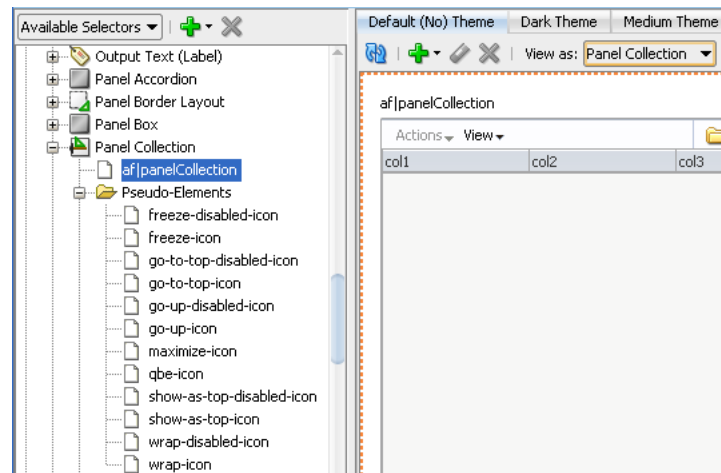 Available Selectors
Output Text (Label)
Panel Accordion
Panel Border Layout
Panel Box
Panel Collection
af|panelCollection
Pseudo-Elements
freeze-disabled-icon
freeze-icon
go-to-top-disabled-icon
go-to-top-icon
go-up-disabled-icon
go-up-icon
maximize-icon
qbe-icon
show-as-top-disabled-icon
show-as-top-icon
wrap-disabled-icon
wrap-icon
Default (No) Theme Dark Theme Medium Theme
View as: Panel Collection
af|panelCollection
Actions View
col1 col2 col3